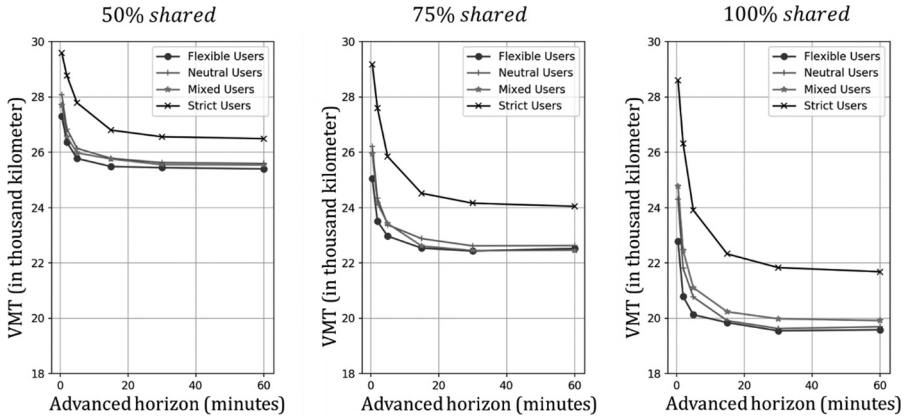 50% shared
30
28
26
24
22
20
18
VMT (in thousand kilometer)
Flexible Users
Neutral Users
Mixed Users
Strict Users
0 20 40 60
Advanced horizon (minutes)
75% shared
30
28
26
24
22
20
18
VMT (in thousand kilometer)
Flexible Users
Neutral Users
Mixed Users
Strict Users
0 20 40 60
Advanced horizon (minutes)
100% shared
30
28
26
24
22
20
18
VMT (in thousand kilometer)
Flexible Users
Neutral Users
Mixed Users
Strict Users
0 20 40 60
Advanced horizon (minutes)